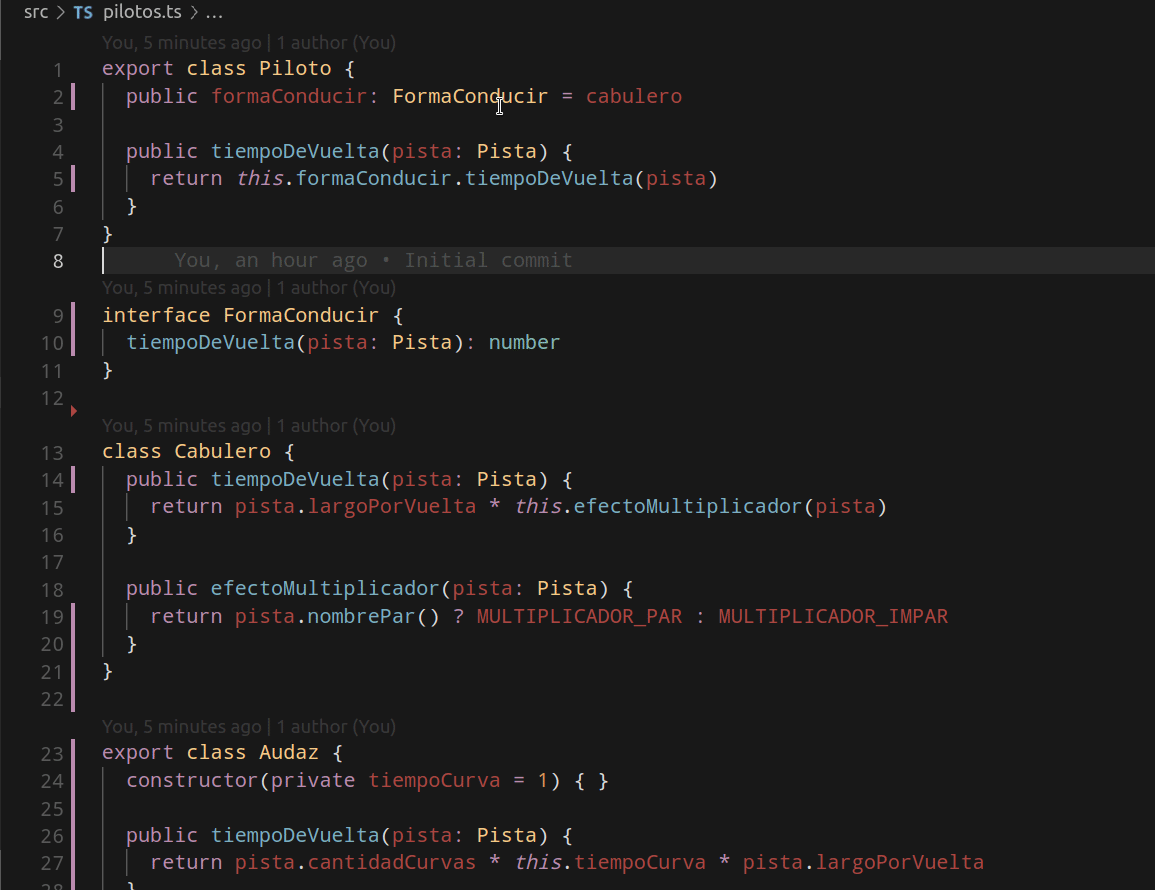 src > TS pilotos.ts > ...
You, 5 minutes ago | 1 author (You)
1 export class Piloto {
2 public formaConducir: FormaConducir = cabulero
3
4 public tiempoDeVuelta(pista: Pista) {
5 return this.formaConducir.tiempoDeVuelta(pista)
6 }
7 }
8 You, an hour ago • Initial commit
You, 5 minutes ago | 1 author (You)
9 interface FormaConducir {
10 tiempoDeVuelta(pista: Pista): number
11 }
12
You, 5 minutes ago | 1 author (You)
13 class Cabulero {
14 public tiempoDeVuelta(pista: Pista) {
15 return pista.largoPorVuelta * this.efectoMultiplicador(pista)
16 }
17
18 public efectoMultiplicador(pista: Pista) {
19 return pista.nombrePar() ? MULTIPLICADOR_PAR : MULTIPLICADOR_IMPAR
20 }
21 }
22
You, 5 minutes ago | 1 author (You)
23 export class Audaz {
24 constructor(private tiempoCurva = 1) { }
25
26 public tiempoDeVuelta(pista: Pista) {
27 return pista.cantidadCurvas * this.tiempoCurva * pista.largoPorVuelta
28 }